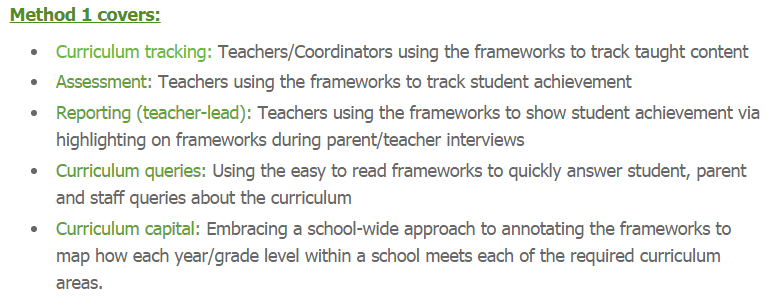 Method 1 covers:
• Curriculum tracking: Teachers/Coordinators using the frameworks to track taught content
• Assessment: Teachers using the frameworks to track student achievement
• Reporting (teacher-lead): Teachers using the frameworks to show student achievement via
highlighting on frameworks during parent/teacher interviews
• Curriculum queries: Using the easy to read frameworks to quickly answer student, parent
and staff queries about the curriculum
• Curriculum capital: Embracing a school-wide approach to annotating the frameworks to
map how each year/grade level within a school meets each of the required curriculum
areas.